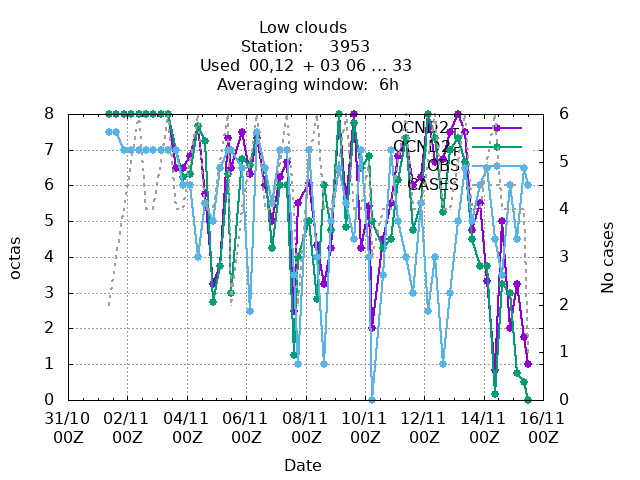 Low clouds
Station: 3953
Used 00,12 + 03 06 ... 33
Averaging window: 6h
8 7 6 5 4 3 2 1 0
octas
6 5 4 3 2 1 0
No cases
OBS
CASES
31/10 02/11 04/11 06/11 08/11 10/11 12/11 14/11 16/11
00Z 00Z 00Z 00Z 00Z 00Z 00Z 00Z 00Z
Date